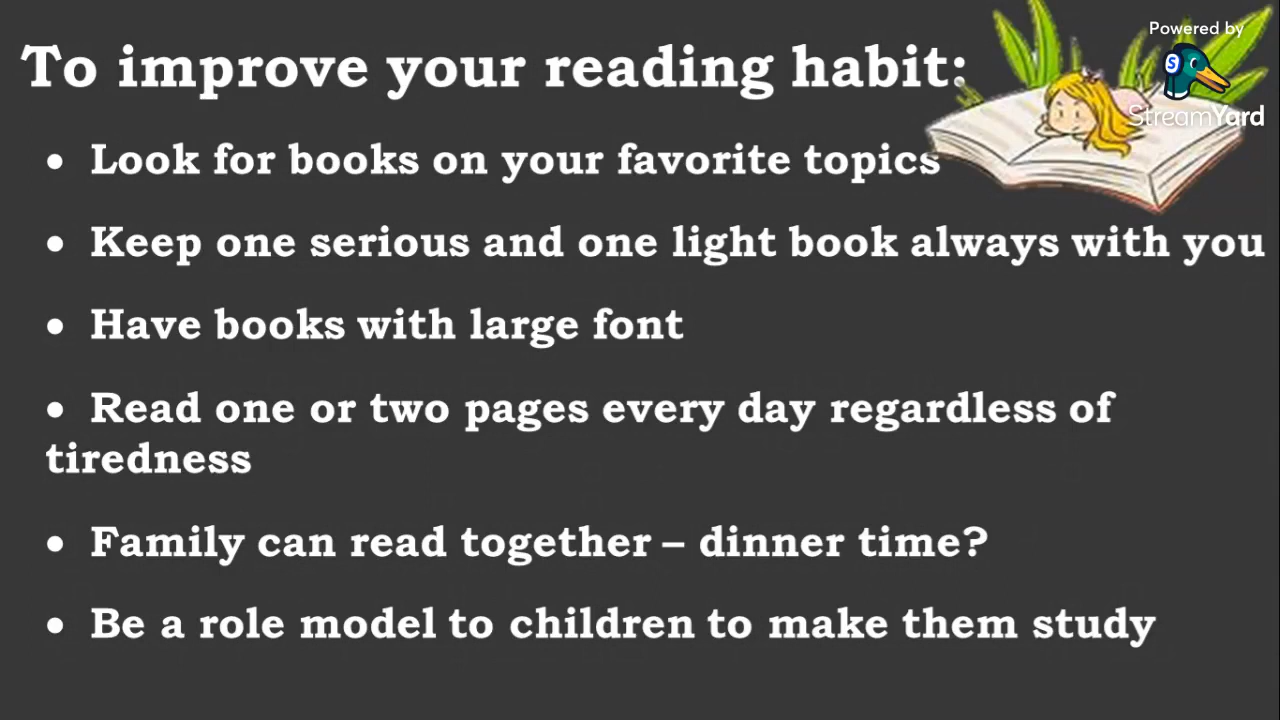 To improve your reading habit:
Powered by
StreamYard
• Look for books on your favorite topics
• Keep one serious and one light book always with you
• Have books with large font
• Read one or two pages every day regardless of
tiredness
• Family can read together – dinner time?
• Be a role model to children to make them study